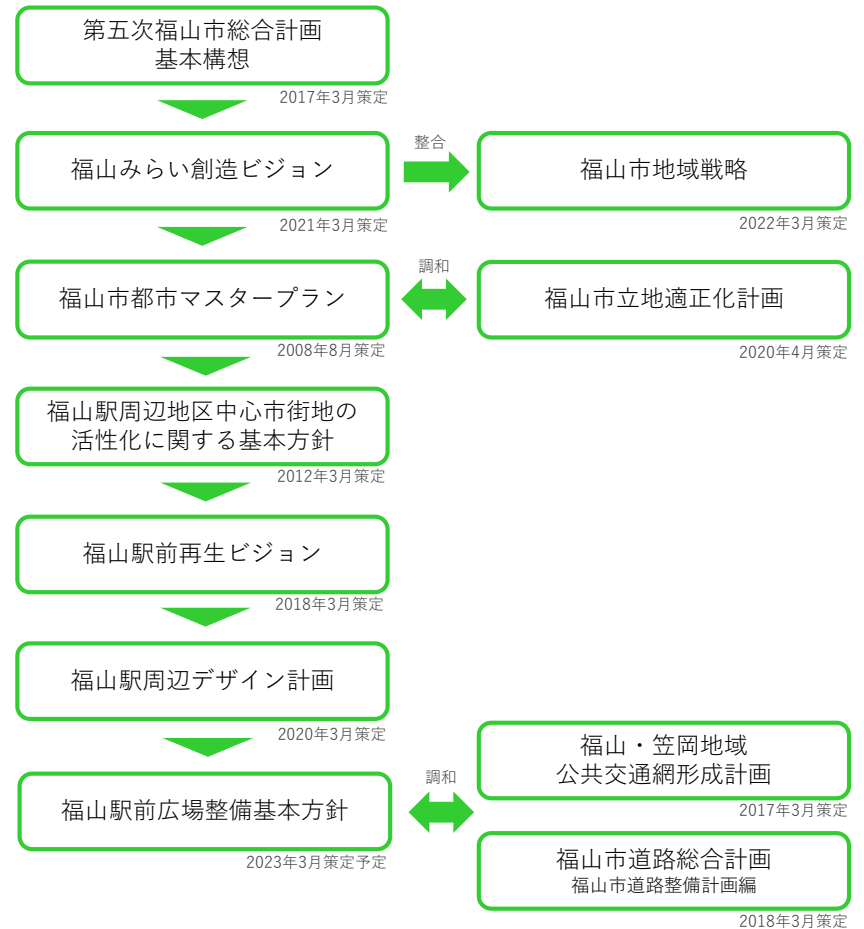 第五次福山市総合計画
基本構想
2017年3月策定
福山みらい創造ビジョン
2021年3月策定
整合
福山市地域戦略
2022年3月策定
福山市都市マスタープラン
2008年8月策定
調和
福山市立地適正化計画
2020年4月策定
福山駅周辺地区中心市街地の
活性化に関する基本方針
2012年3月策定
福山駅前再生ビジョン
2018年3月策定
福山駅周辺デザイン計画
2020年3月策定
福山駅前広場整備基本方針
2023年3月策定予定
調和
福山・笠岡地域
公共交通網形成計画
2017年3月策定
福山市道路総合計画
福山市道路整備計画編
2018年3月策定